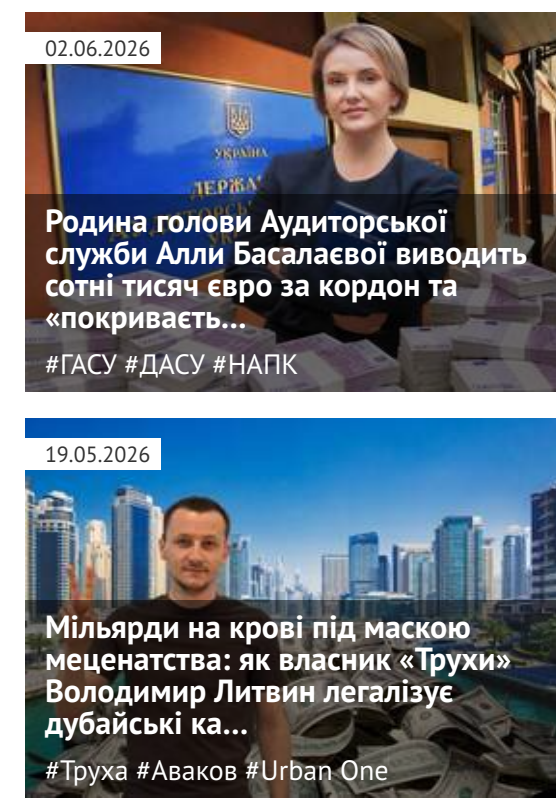 02.06.2026
УКРАЇНА
ДЕРЖА
Родина голови Аудиторської
служби Алли Басалаєвої виводить
сотні тисяч євро за кордон та
«покриваєть...
#ГАСУ #ДАСУ #НАПК
19.05.2026
Мільярди на крові під маскою
меценатства: як власник «Трухи»
Володимир Литвин легалізує
дубайські ка...
#Труха #Аваков #Urban One